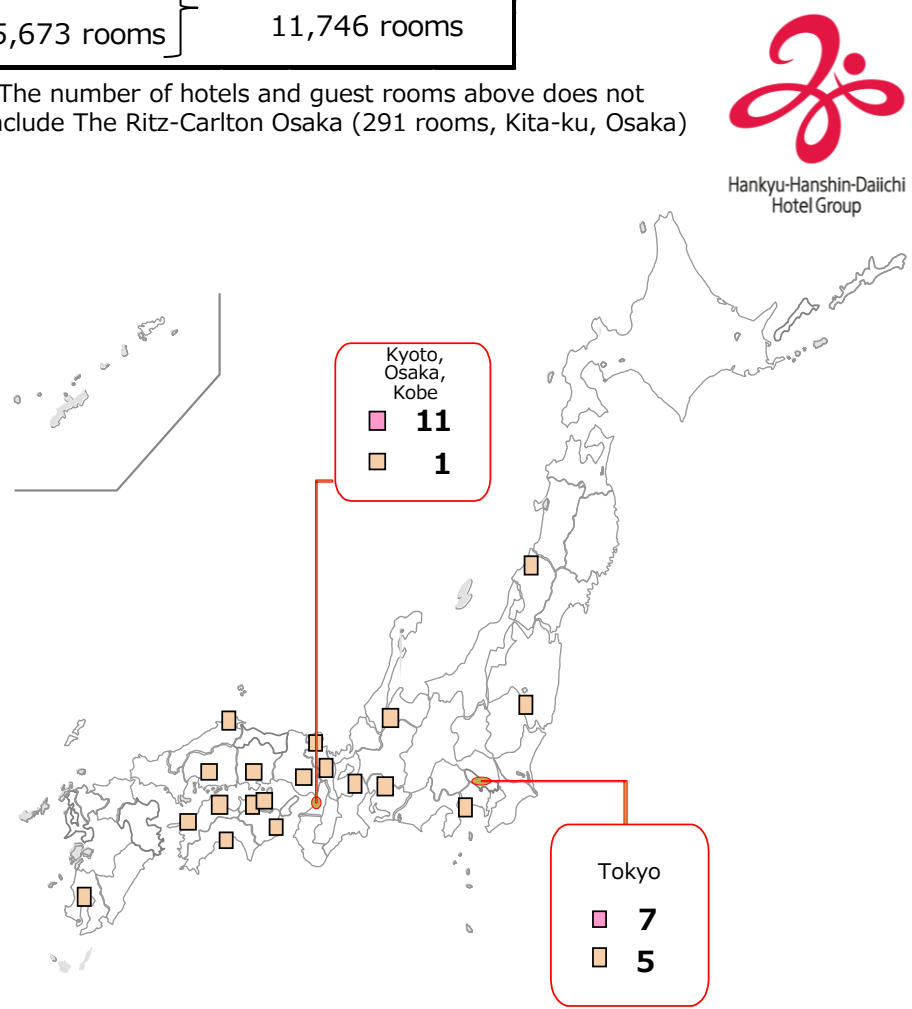 5,673 rooms
11,746 rooms
The number of hotels and guest rooms above does not
nclude The Ritz-Carlton Osaka (291 rooms, Kita-ku, Osaka)
Hankyu-Hanshin-Daiichi
Hotel Group
Kyoto,
Osaka,
Kobe
11
1
Tokyo
7
5